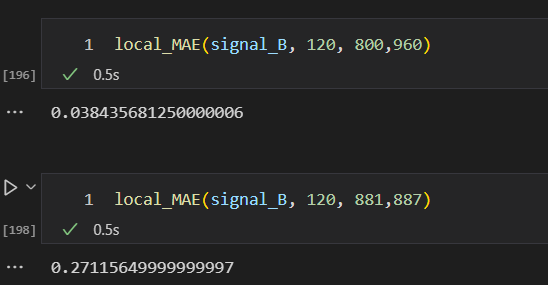 1 local_MAE(signal_B, 120, 800,960)
[196] 0.5s
... 0.038435681250000006
1 local_MAE(signal_B, 120, 881,887)
[198] 0.5s
... 0.27115649999999997